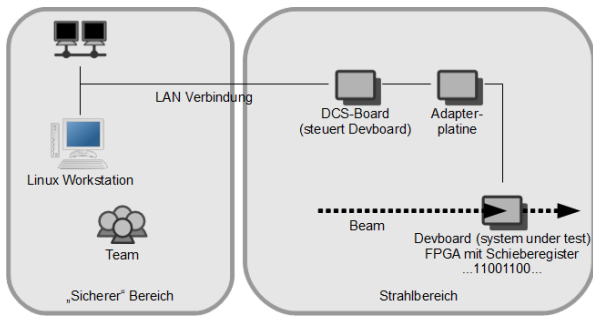 LAN Verbindung
DCS-Board
(steuert Devboard)
Adapter-
platine
Linux Workstation
Team
Beam
Devboard (system under test)
FPGA mit Schieberegister
...11001100...
„Sicherer“ Bereich
Strahlbereich